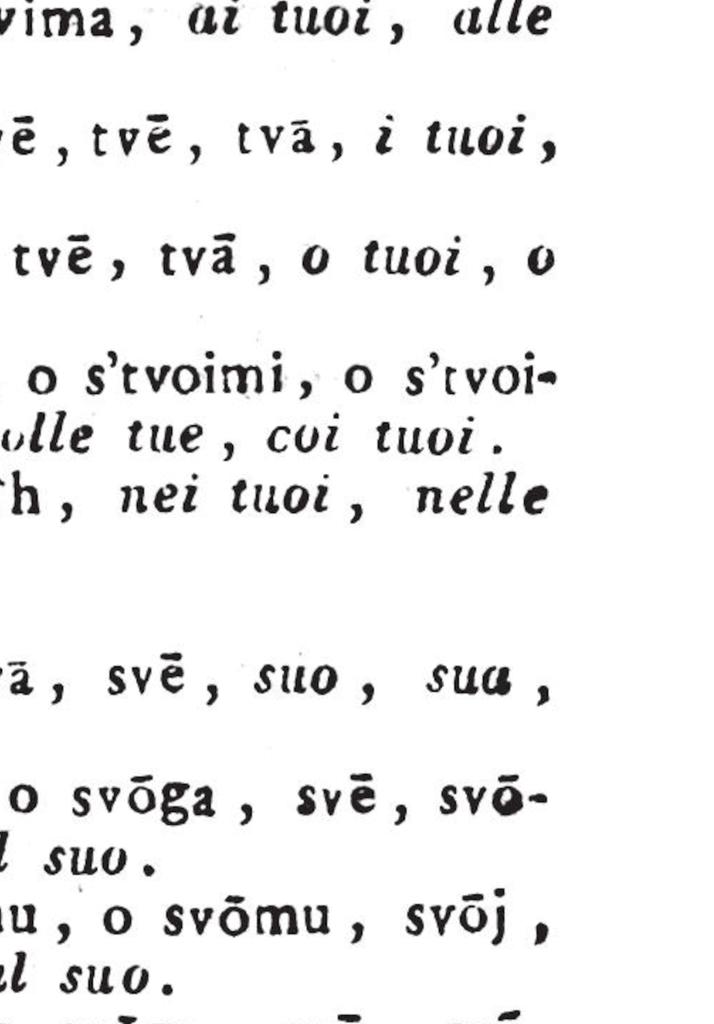 vima, ai tuoi, alle
vē, tvē, tvā, i tuoi,
tvē, tvā, o tuoi, o
o s'tvoimi, o s'tvoi-
olle tue, coi tuoi.
h, nei tuoi, nelle
ā, svē, suo, sua,
o svōga, svē, svō-
l suo.
u, o svōmu, svōj,
al suo.